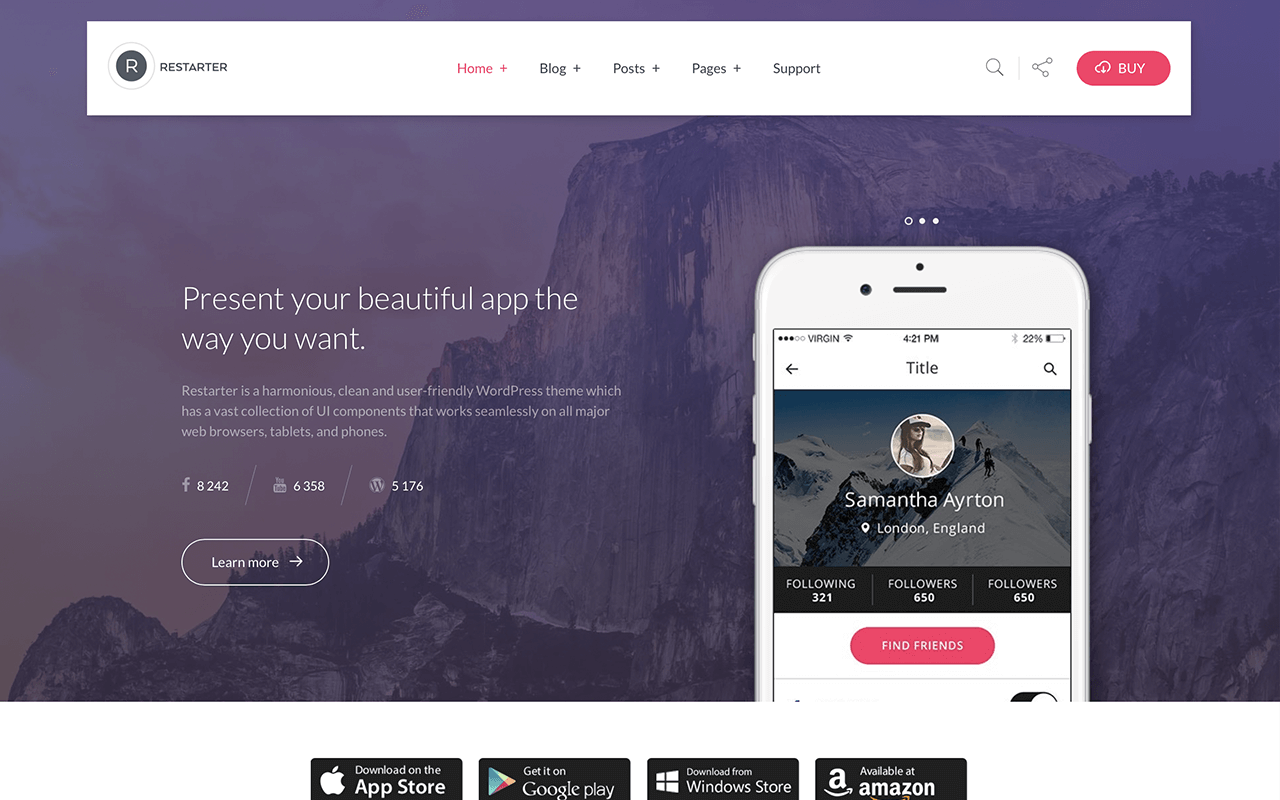 R RESTARTER
Home + Blog + Posts + Pages + Support
BUY
Present your beautiful app the
way you want.
Restarter is a harmonious, clean and user-friendly WordPress theme which
has a vast collection of UI components that works seamlessly on all major
web browsers, tablets, and phones.
8 242 You Tube 6 358 5 176
Learn more
VIRGIN 4:21 PM 22%
Title
Samantha Ayrton
London, England
FOLLOWING FOLLOWERS FOLLOWERS
321 650 650
FIND FRIENDS
Download on the
App Store
Get it on
Google play
Download from
Windows Store
Available at
amazon